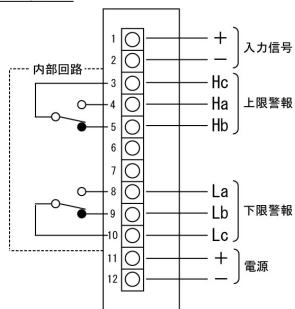 1 +
2 − 入力信号
内部回路
3 Hc
4 Ha 上限警報
5 Hb
6
7
8 La
9 Lb 下限警報
10 Lc
11 +
電源
12 −